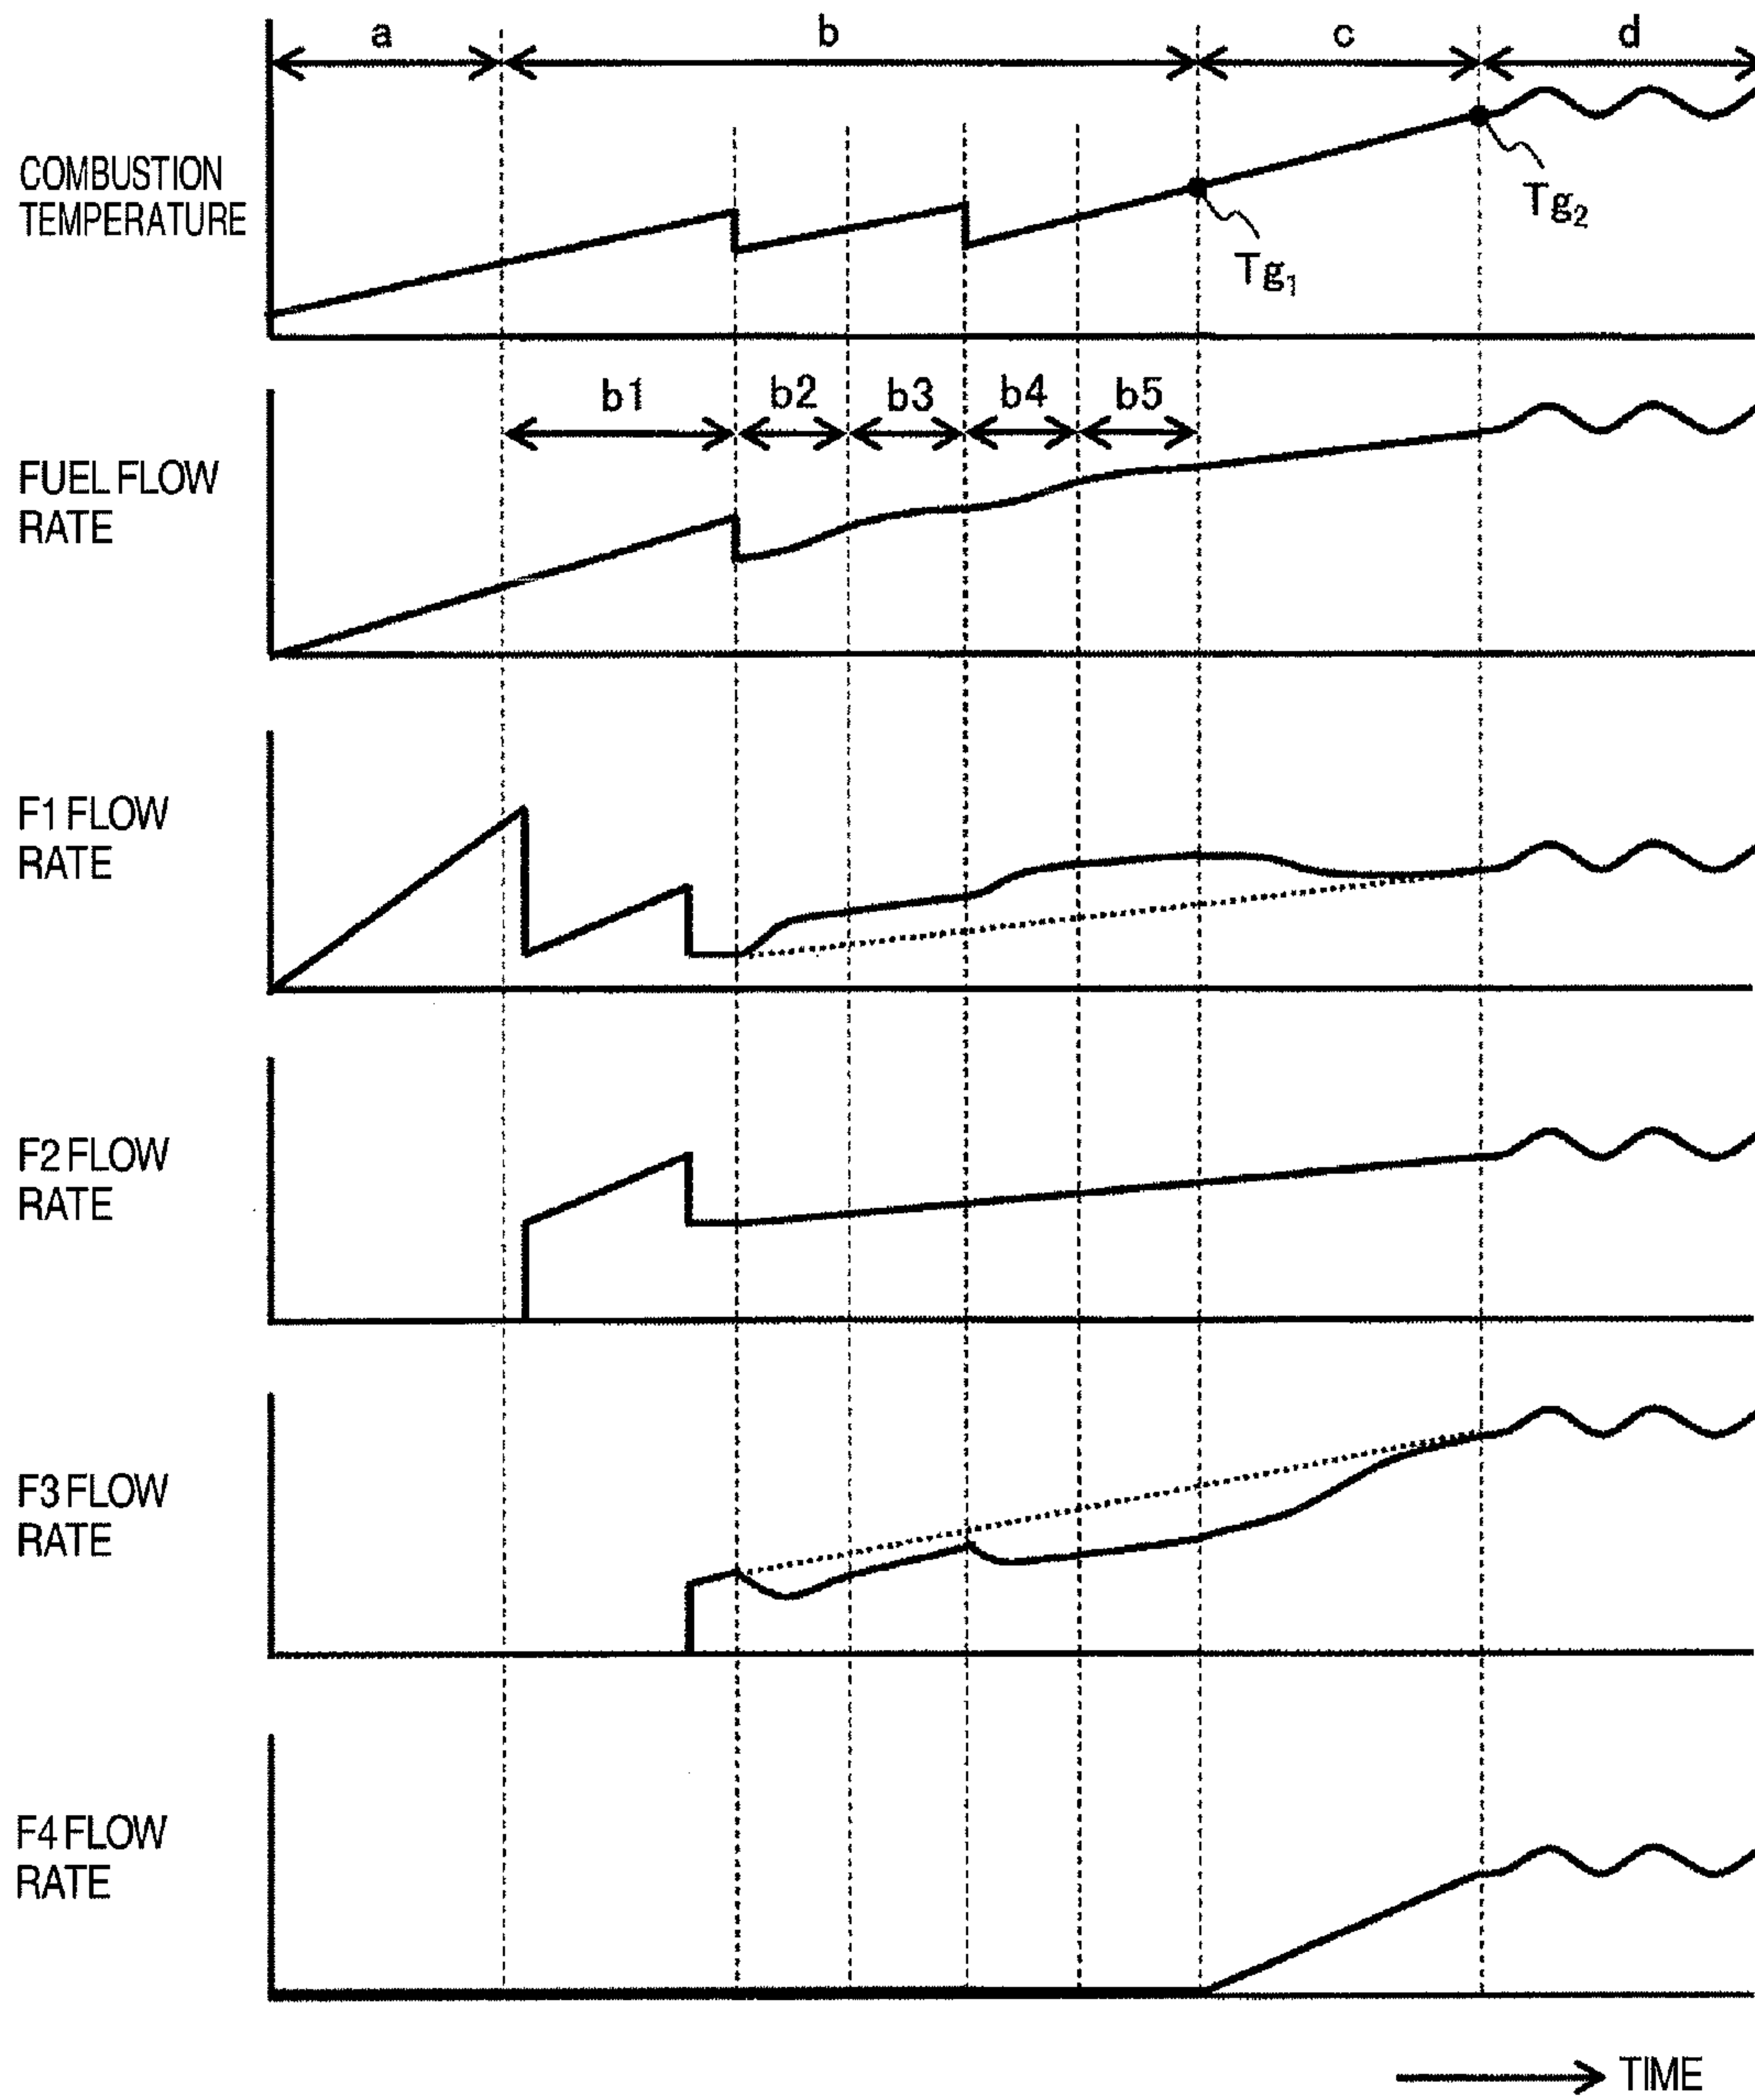 a b c d
COMBUSTION
TEMPERATURE
Tg₁
Tg₂
b1 b2 b3 b4 b5
FUEL FLOW
RATE
F1 FLOW
RATE
F2 FLOW
RATE
F3 FLOW
RATE
F4 FLOW
RATE
TIME